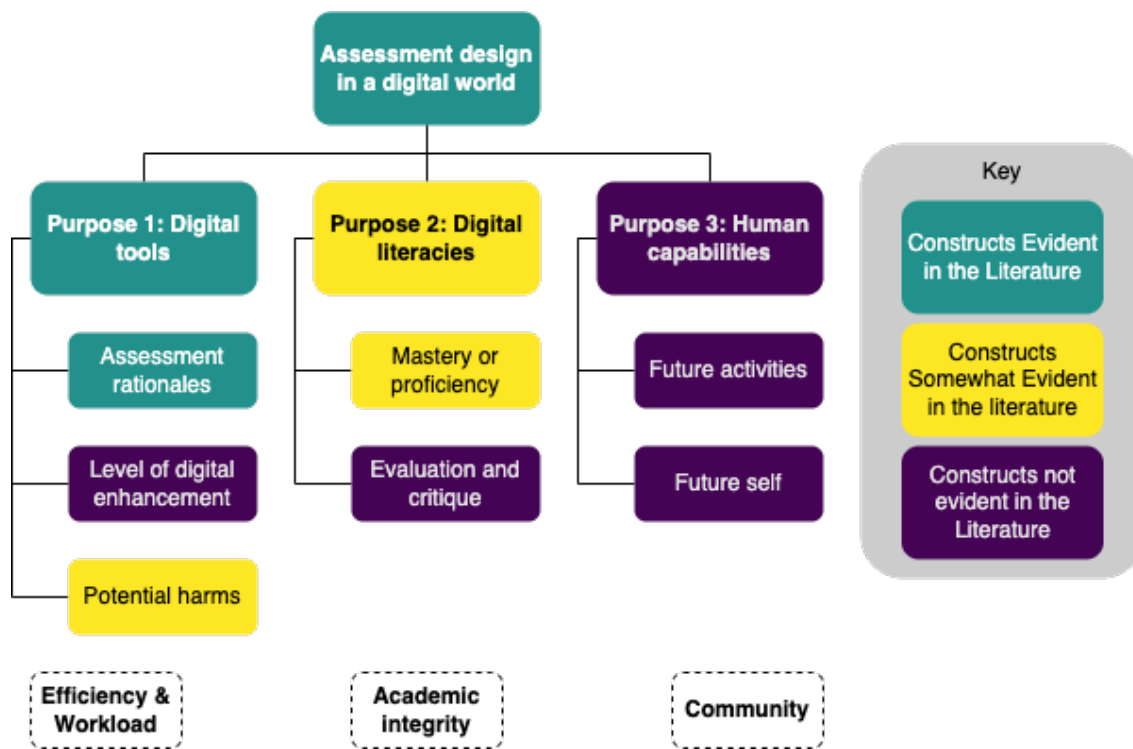 Assessment design
in a digital world
Purpose 1: Digital
tools
Assessment
rationales
Level of digital
enhancement
Potential harms
Purpose 2: Digital
literacies
Mastery or
proficiency
Evaluation and
critique
Purpose 3: Human
capabilities
Future activities
Future self
Key
Constructs Evident
in the Literature
Constructs
Somewhat Evident
in the literature
Constructs not
evident in the
Literature
Efficiency &
Workload
Academic
integrity
Community